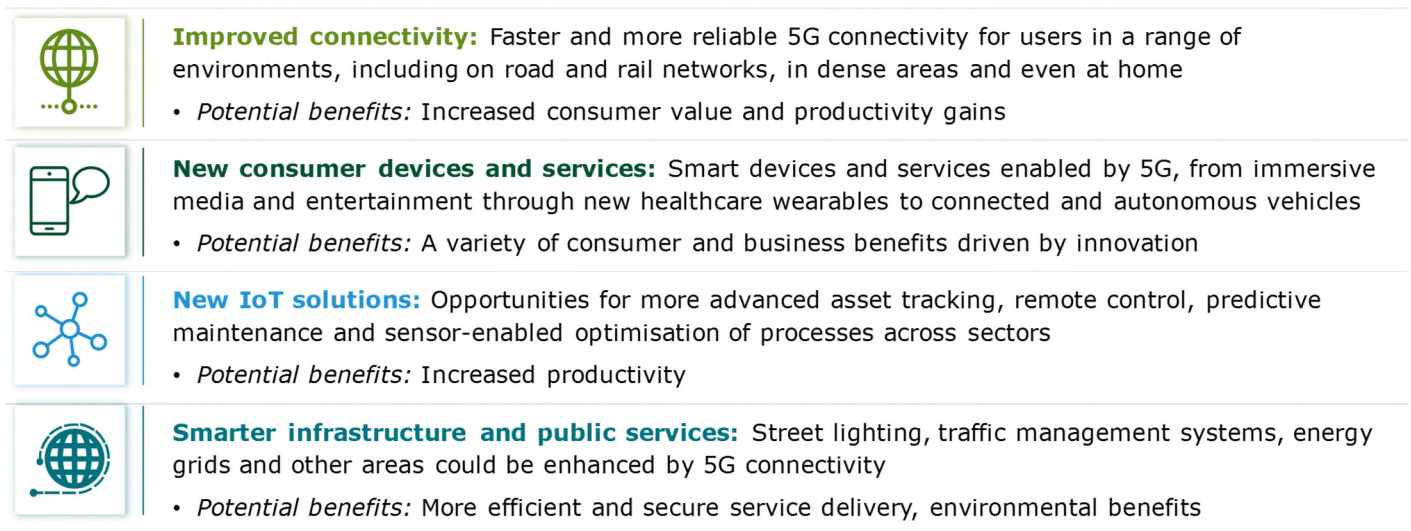 Improved connectivity: Faster and more reliable 5G connectivity for users in a range of
environments, including on road and rail networks, in dense areas and even at home
• Potential benefits: Increased consumer value and productivity gains
New consumer devices and services: Smart devices and services enabled by 5G, from immersive
media and entertainment through new healthcare wearables to connected and autonomous vehicles
• Potential benefits: A variety of consumer and business benefits driven by innovation
New IoT solutions: Opportunities for more advanced asset tracking, remote control, predictive
maintenance and sensor-enabled optimisation of processes across sectors
• Potential benefits: Increased productivity
Smarter infrastructure and public services: Street lighting, traffic management systems, energy
grids and other areas could be enhanced by 5G connectivity
• Potential benefits: More efficient and secure service delivery, environmental benefits